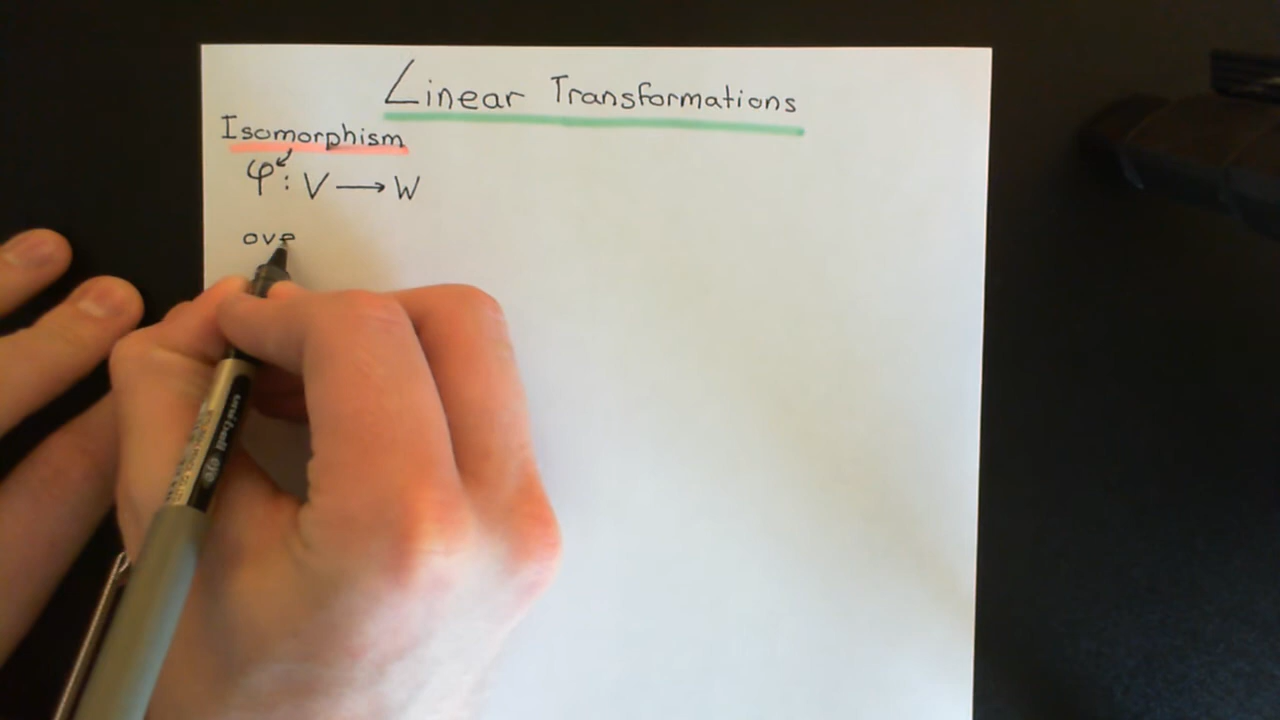 Linear Transformations
Isomorphism
φ: V ⟶ W
ove